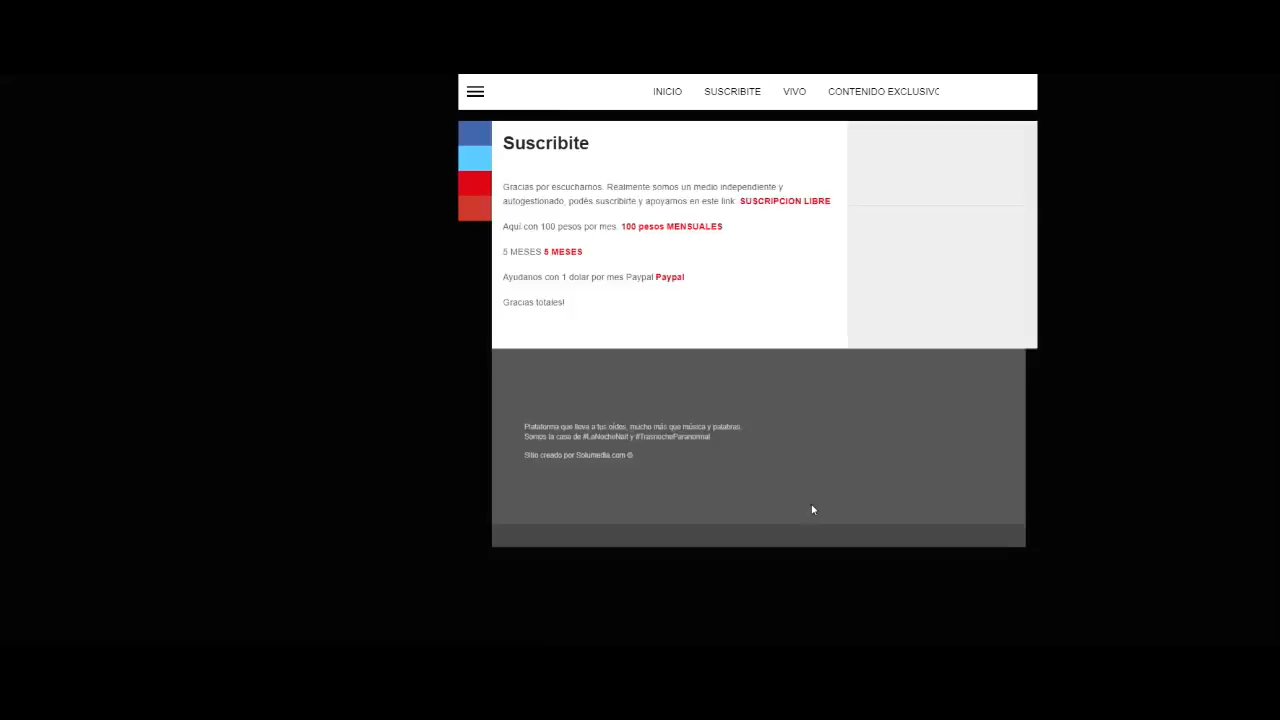 INICIO SUSCRIBITE VIVO CONTENIDO EXCLUSIVO
Suscribite
Gracias por escucharnos. Realmente somos un medio independiente y
autogestionado, podés suscribirte y apoyarnos en este link: SUSCRIPCION LIBRE
Aquí con 100 pesos por mes. 100 pesos MENSUALES
5 MESES 5 MESES
Ayudanos con 1 dolar por mes Paypal Paypal
Gracias totales!
Plataforma que lleva a tus oídos, mucho más que música y palabras.
Somos la casa de #LaNocheNoif y #TrasnocheParanormal
Sitio creado por Solumedia.com ®